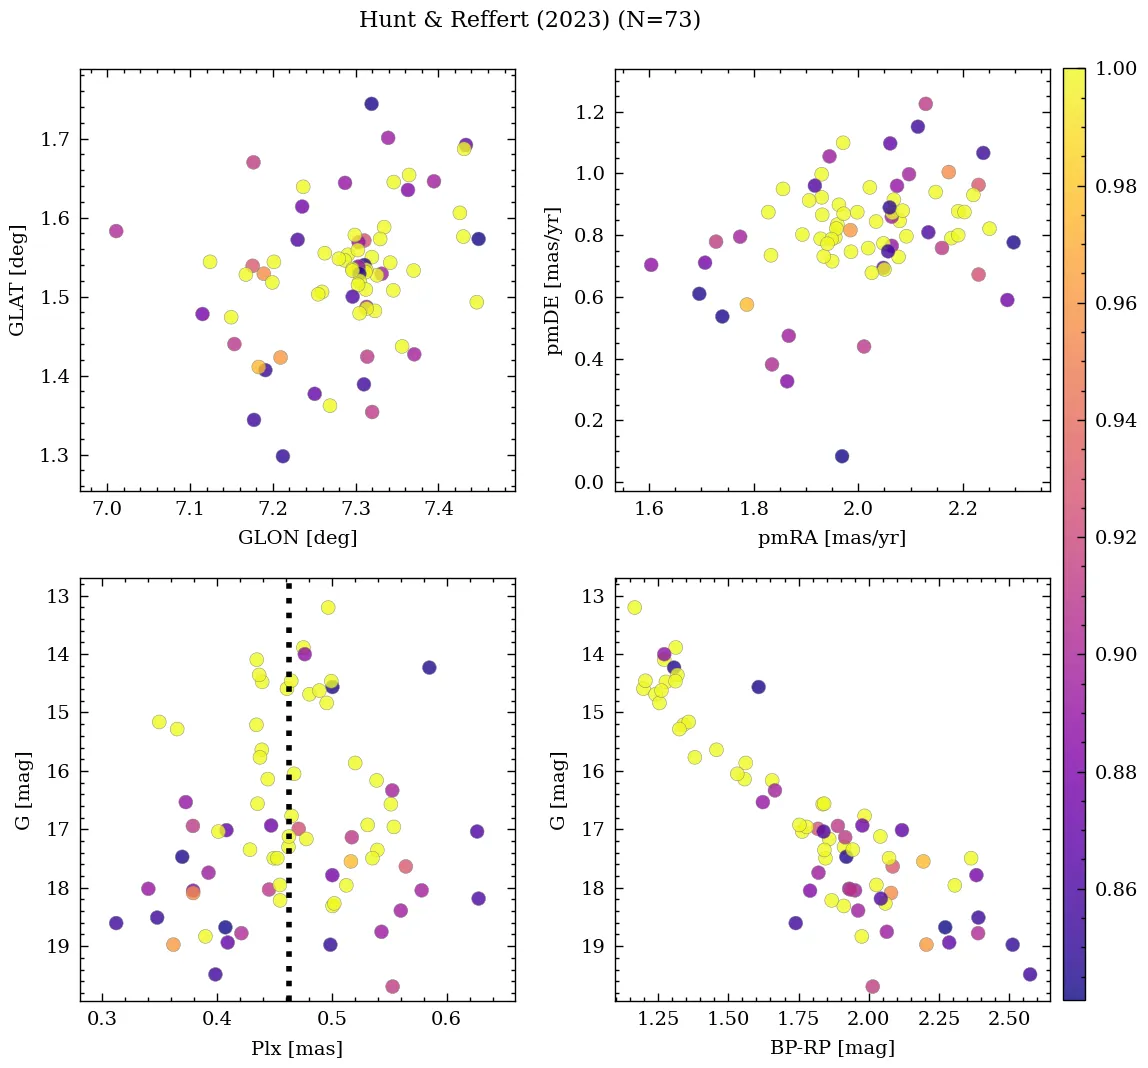 Hunt & Reffert (2023) (N=73)
1.7
1.6
1.5
1.4
1.3
GLAT [deg]
7.0 7.1 7.2 7.3 7.4
GLON [deg]
1.2
1.0
0.8
0.6
0.4
0.2
0.0
pmDE [mas/yr]
1.6 1.8 2.0 2.2
pmRA [mas/yr]
13
14
15
16
17
18
19
G [mag]
0.3 0.4 0.5 0.6
Plx [mas]
13
14
15
16
17
18
19
G [mag]
1.25 1.50 1.75 2.00 2.25 2.50
BP-RP [mag]
1.00
0.98
0.96
0.94
0.92
0.90
0.88
0.86